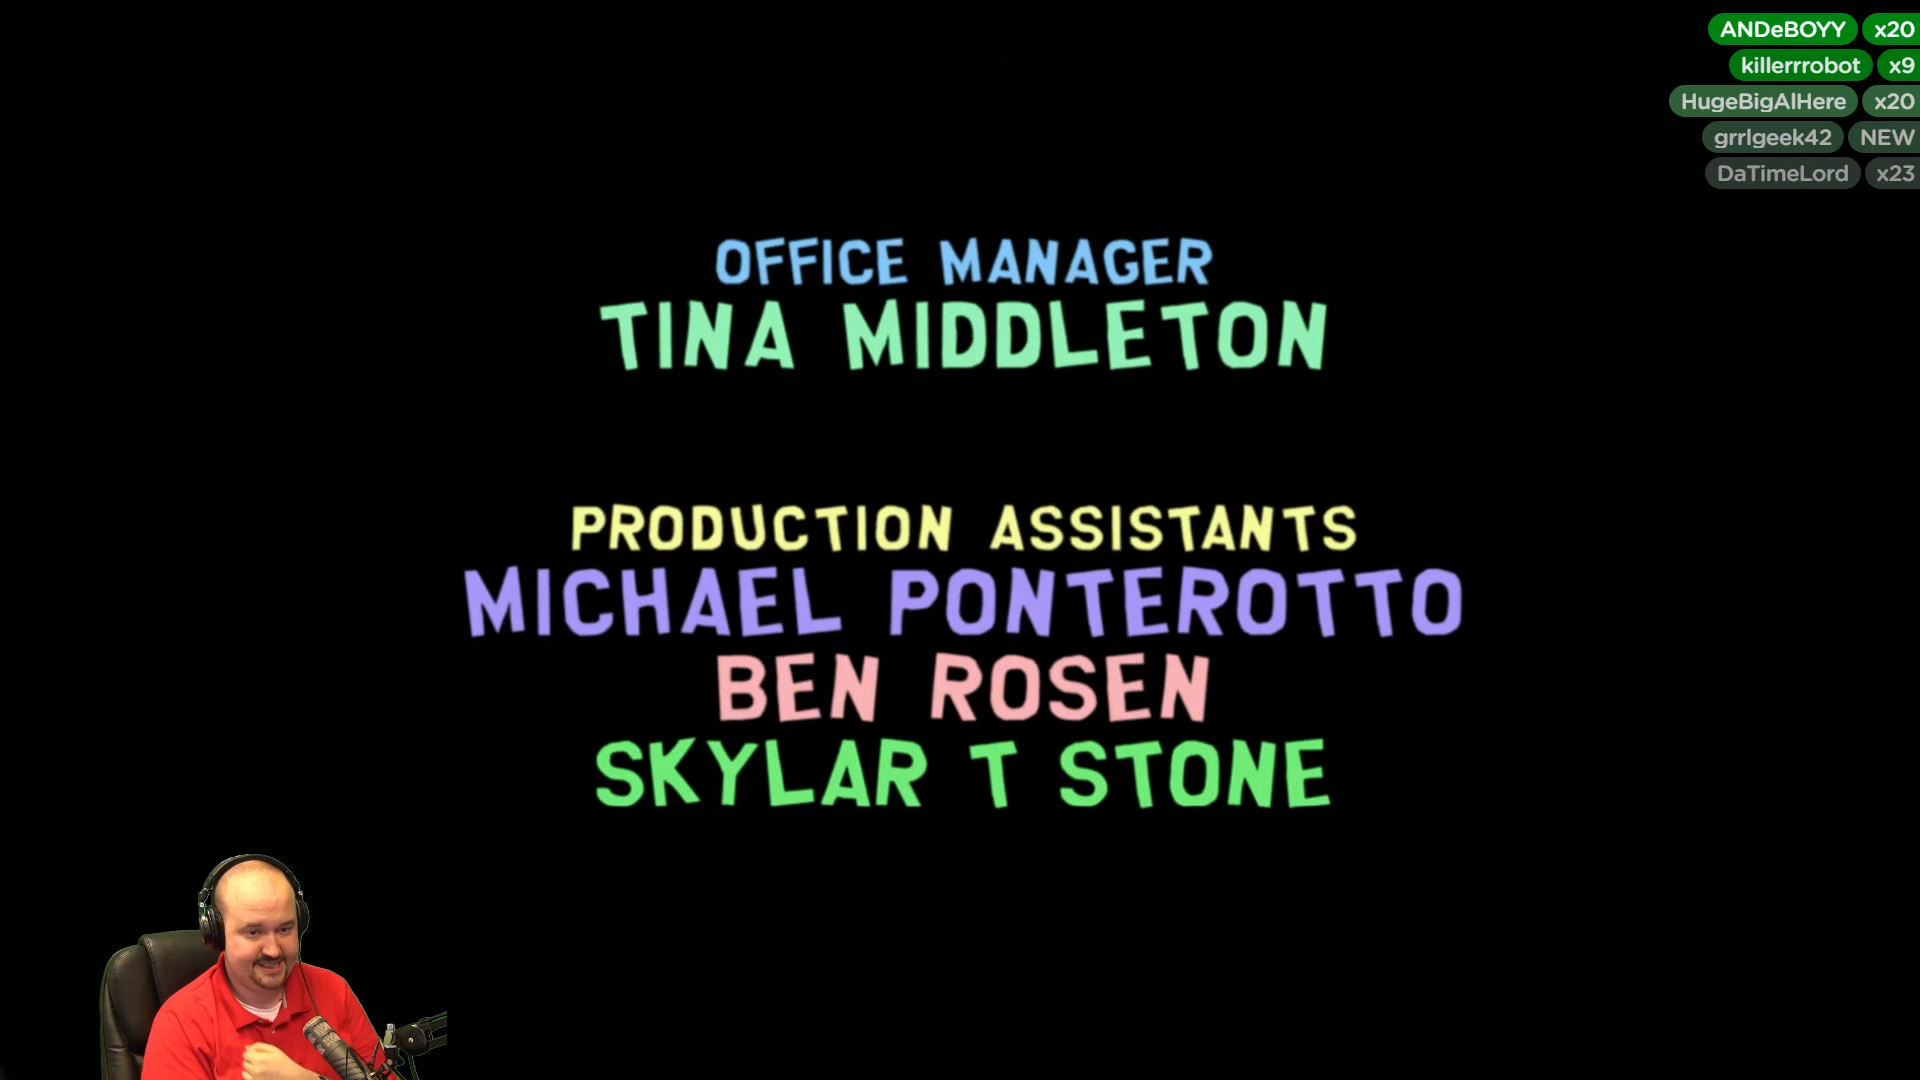 ANDeBOYY x20
killerrrobot x9
HugeBigAlHere x20
grrlgeek42 NEW
DaTimeLord x23
OFFICE MANAGER
TINA MIDDLETON
PRODUCTION ASSISTANTS
MICHAEL PONTEROTTO
BEN ROSEN
SKYLAR T STONE